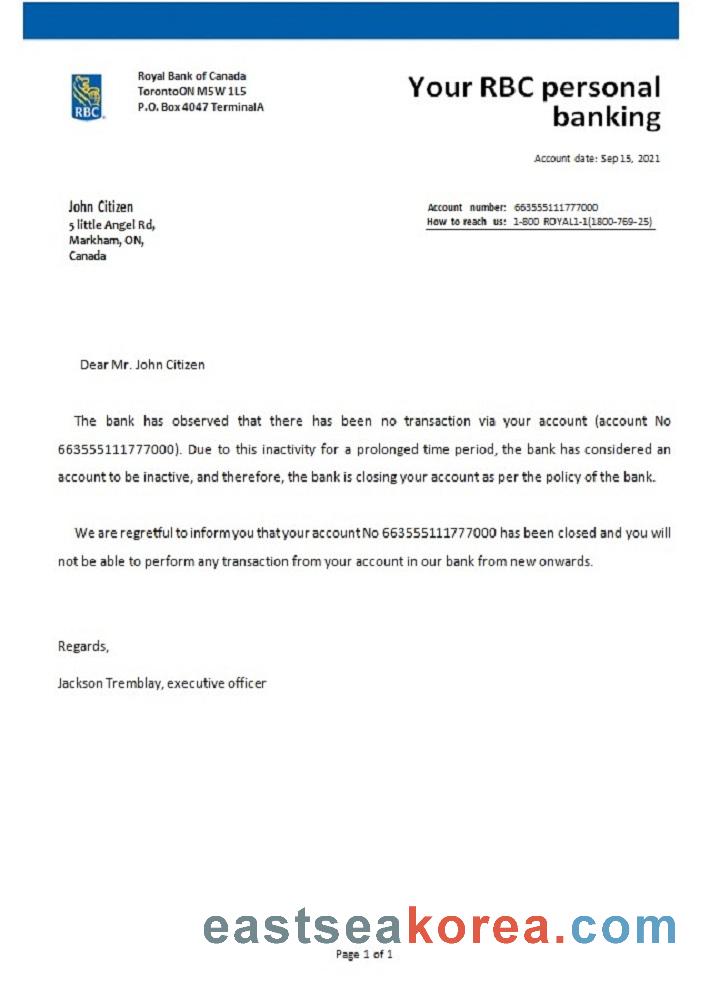 RBC
Royal Bank of Canada
TorontoON M5W 1L5
P.O. Box 4047 TerminalA
Your RBC personal
banking
Account date: Sep 15, 2021
John Citizen
5 little Angel Rd,
Markham, ON,
Canada
Account number: 663555111777000
How to reach us: 1-800 ROYAL1-1(1800-769-25)
Dear Mr. John Citizen
The bank has observed that there has been no transaction via your account (account No
663555111777000). Due to this inactivity for a prolonged time period, the bank has considered an
account to be inactive, and therefore, the bank is closing your account as per the policy of the bank.
We are regretful to inform you that your account No 663555111777000 has been closed and you will
not be able to perform any transaction from your account in our bank from new onwards.
Regards,
Jackson Tremblay, executive officer
eastseakorea.com
Page 1 of 1